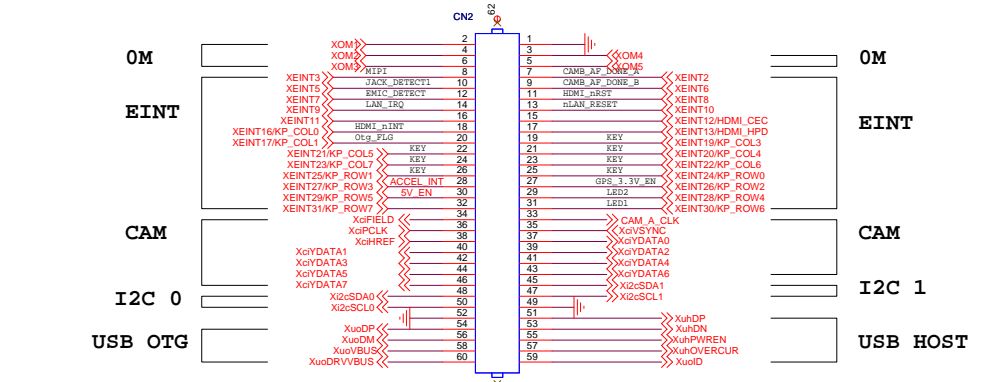 62
CN2
2 1
0M XOM1
XOM2 4 3 XOM4 0M
XOM3 6 5 XOM5
XEINT3 MIPI 8 7 CAMB_AF_DONE_A XEINT2
XEINT5 JACK_DETECT1 10 9 CAMB_AF_DONE_B XEINT6
XEINT7 EMIC_DETECT 12 11 HDMI_nRST XEINT8
EINT XEINT9 LAN_IRQ 14 13 nLAN_RESET XEINT10
XEINT11 16 15 XEINT12/HDMI_CEC EINT
XEINT16/KP_COL0 HDMI_nINT 18 17 XEINT13/HDMI_HPD
XEINT17/KP_COL1 Otg_FLG 20 19 KEY XEINT19/KP_COL3
XEINT21/KP_COL5 KEY 22 21 KEY XEINT20/KP_COL4
XEINT23/KP_COL7 KEY 24 23 KEY XEINT22/KP_COL6
XEINT25/KP_ROW1 KEY 26 25 KEY XEINT24/KP_ROW0
XEINT27/KP_ROW3 ACCEL_INT 28 27 GPS_3.3V_EN XEINT26/KP_ROW2
XEINT29/KP_ROW5 5V_EN 30 29 LED2 XEINT28/KP_ROW4
XEINT31/KP_ROW7 32 31 LED1 XEINT30/KP_ROW6
XciFIELD 34 33 CAM_A_CLK
CAM XciPCLK 36 35 XciVSYNC CAM
XciHREF 38 37 XciYDATA0
XciYDATA1 40 39 XciYDATA2
XciYDATA3 42 41 XciYDATA4
XciYDATA5 44 43 XciYDATA6
XciYDATA7 46 45 Xi2cSDA1 I2C 1
I2C 0 Xi2cSDA0 48 47 Xi2cSCL1
Xi2cSCL0 50 49
52 51 XuhDP
XuoDP 54 53 XuhDN
USB OTG XuoDM 56 55 XuhPWREN USB HOST
XuoVBUS 58 57 XuhOVERCUR
XuoDRVVBUS 60 59 XuoID